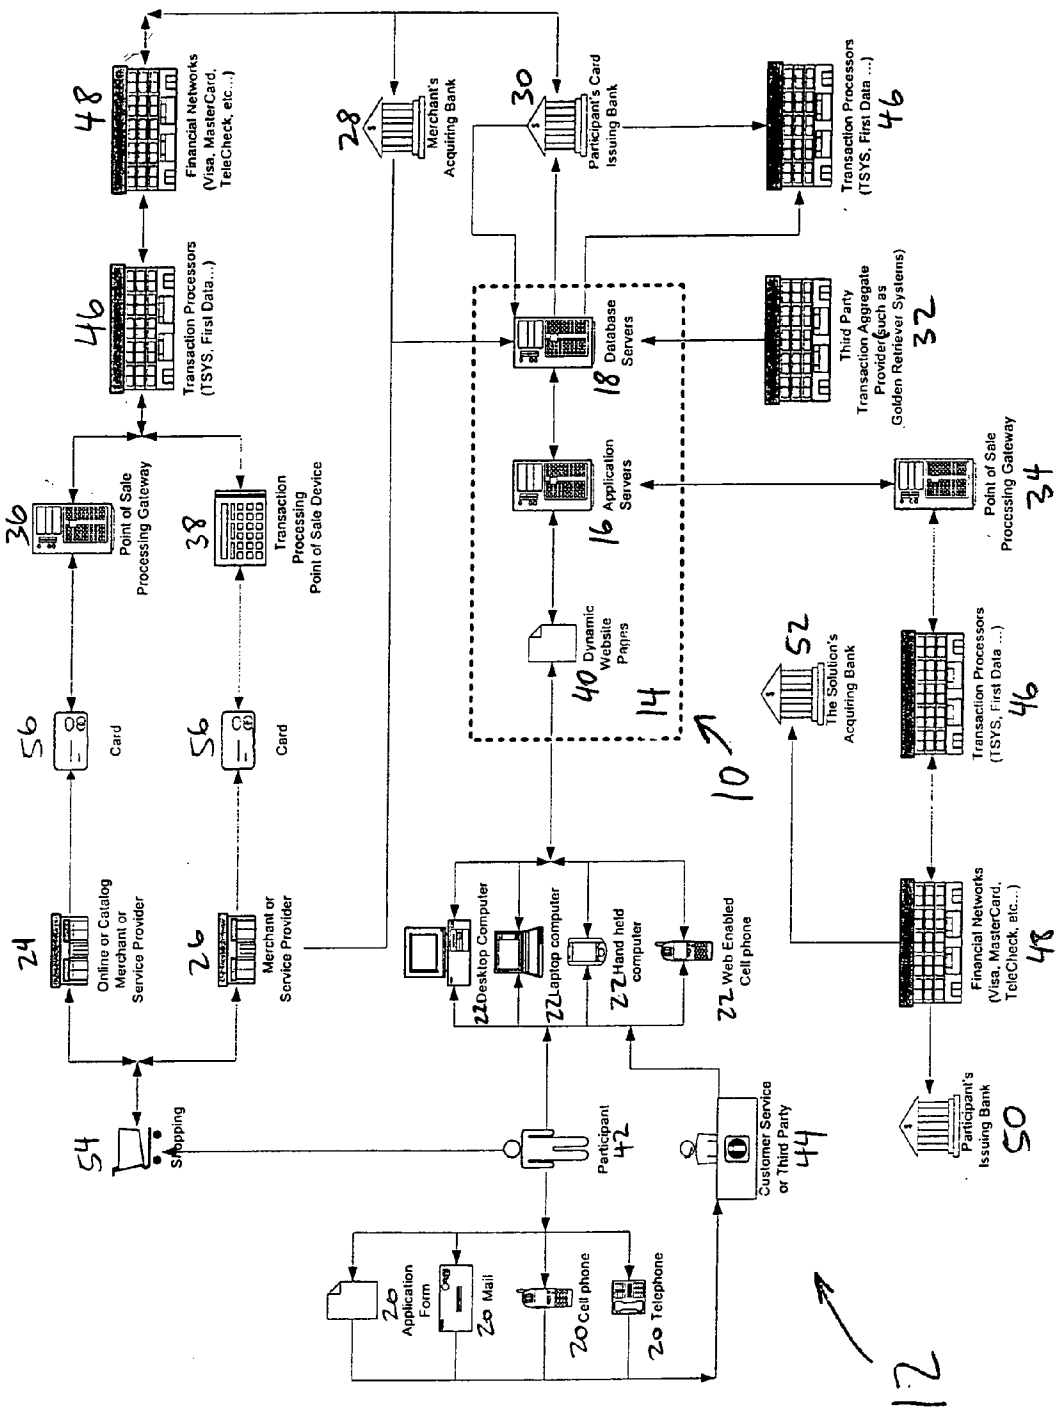 54
Shopping
24
Online or Catalog
Merchant or
Service Provider
56
Card
36
Point of Sale
Processing Gateway
26
Merchant or
Service Provider
56
Card
38
Transaction
Processing
Point of Sale Device
46
Transaction Processors
(TSYS, First Data...)
48
Financial Networks
(Visa, MasterCard,
TeleCheck, etc...)
28
Merchant's
Acquiring Bank
20
Application
Form
20 Mail
20 Cell phone
20 Telephone
Participant
42
Customer Service
or Third Party
44
22 Desktop Computer
22 Laptop computer
22 Hand held
computer
22 Web Enabled
Cell phone
40 Dynamic
Website
Pages
14
10
16 Application
Servers
18 Database
Servers
30
Participant's Card
Issuing Bank
Third Party
Transaction Aggregate
Provider (such as
Golden Retriever Systems)
32
Transaction Processors
(TSYS, First Data ...)
46
52
The Solution's
Acquiring Bank
Participant's
Issuing Bank
50
Financial Networks
(Visa, MasterCard,
TeleCheck, etc...)
48
Transaction Processors
(TSYS, First Data ...)
46
Point of Sale
Processing Gateway
34
12